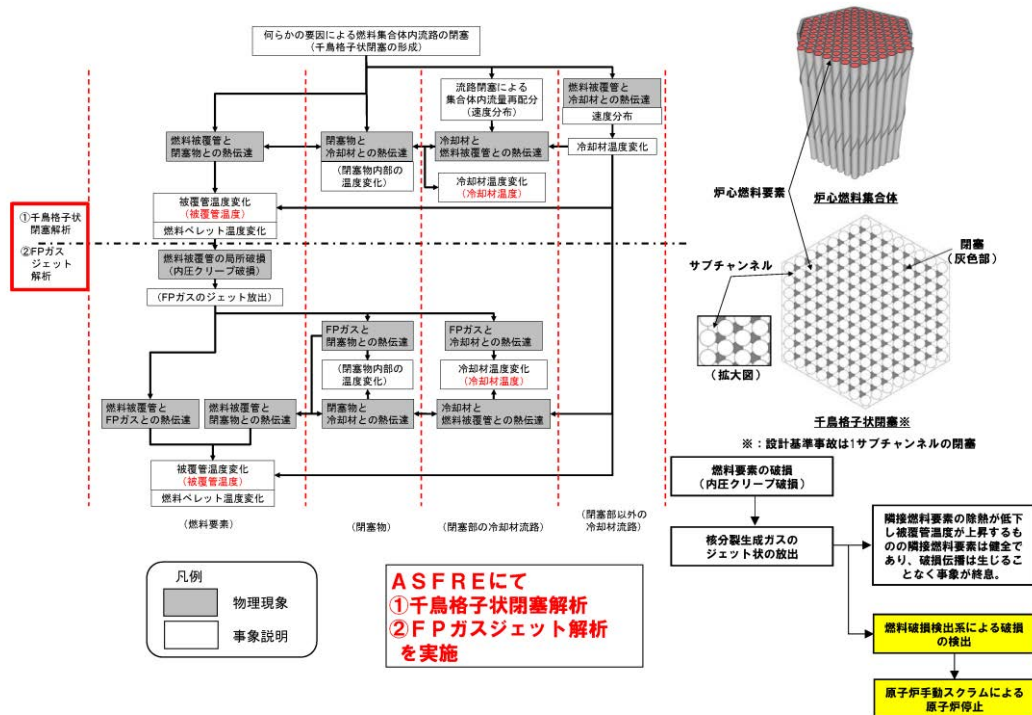 何らかの要因による燃料集合体内流路の閉塞
（千鳥格子状閉塞の形成）
流路閉塞による
集合体内流量再配分
（速度分布）
燃料被覆管と
冷却材との熱伝達
速度分布
燃料被覆管と
閉塞物との熱伝達
閉塞物と
冷却材との熱伝達
（閉塞物内部の
温度変化）
冷却材と
燃料被覆管との熱伝達
冷却材温度変化
冷却材温度変化
（冷却材温度）
被覆管温度変化
（被覆管温度）
燃料ペレット温度変化
①千鳥格子状
閉塞解析
②FPガス
ジェット
解析
燃料被覆管の局所破損
（内圧クリープ破損）
（FPガスのジェット放出）
FPガスと
閉塞物との熱伝達
（閉塞物内部の
温度変化）
FPガスと
冷却材との熱伝達
冷却材温度変化
（冷却材温度）
燃料被覆管と
FPガスとの熱伝達
燃料被覆管と
閉塞物との熱伝達
閉塞物と
冷却材との熱伝達
冷却材と
燃料被覆管との熱伝達
被覆管温度変化
（被覆管温度）
燃料ペレット温度変化
（燃料要素）
（閉塞物）
（閉塞部の冷却材流路）
（閉塞部以外の
冷却材流路）
凡例
物理現象
事象説明
ＡＳＦＲＥにて
①千鳥格子状閉塞解析
②ＦＰガスジェット解析
を実施
炉心燃料要素
炉心燃料集合体
サブチャンネル
閉塞
（灰色部）
（拡大図）
千鳥格子状閉塞※
※：設計基準事故は1サブチャンネルの閉塞
燃料要素の破損
（内圧クリープ破損）
核分裂生成ガスの
ジェット状の放出
隣接燃料要素の除熱が低下
し被覆管温度が上昇するも
のの隣接燃料要素は健全で
あり、破損伝播は生じるこ
となく事象が終息。
燃料破損検出系による破損
の検出
原子炉手動スクラムによる
原子炉停止